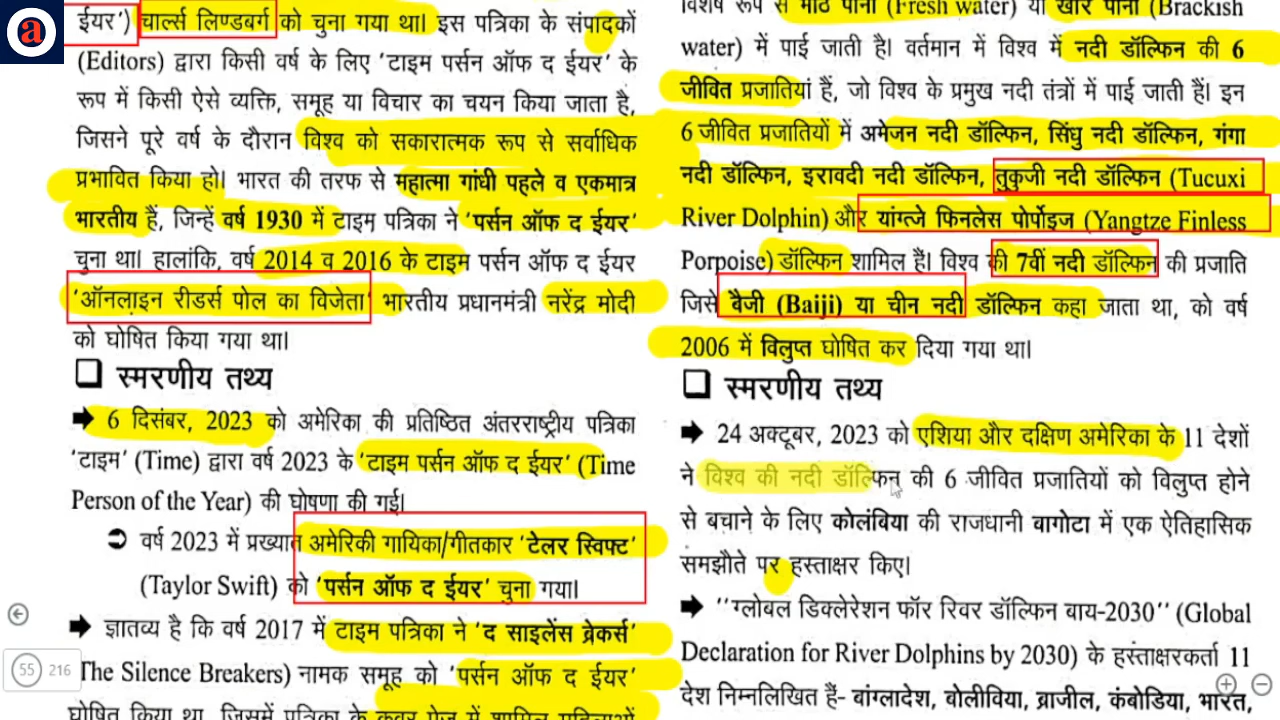 a
ईयर') चार्ल्स लिण्डबर्ग को चुना गया था। इस पत्रिका के संपादकों
(Editors) द्वारा किसी वर्ष के लिए 'टाइम पर्सन ऑफ द ईयर' के
रूप में किसी ऐसे व्यक्ति, समूह या विचार का चयन किया जाता है,
जिसने पूरे वर्ष के दौरान विश्व को सकारात्मक रूप से सर्वाधिक
प्रभावित किया हो। भारत की तरफ से महात्मा गांधी पहले व एकमात्र
भारतीय हैं, जिन्हें वर्ष 1930 में टाइम पत्रिका ने 'पर्सन ऑफ द ईयर'
चुना था। हालांकि, वर्ष 2014 व 2016 के टाइम पर्सन ऑफ द ईयर
'ऑनलाइन रीडर्स पोल का विजेता' भारतीय प्रधानमंत्री नरेंद्र मोदी
को घोषित किया गया था।
❑ स्मरणीय तथ्य
➡ 6 दिसंबर, 2023 को अमेरिका की प्रतिष्ठित अंतरराष्ट्रीय पत्रिका
'टाइम' (Time) द्वारा वर्ष 2023 के 'टाइम पर्सन ऑफ द ईयर' (Time
Person of the Year) की घोषणा की गई।
➲ वर्ष 2023 में प्रख्यात अमेरिकी गायिका/गीतकार 'टेलर स्विफ्ट'
(Taylor Swift) को 'पर्सन ऑफ द ईयर' चुना गया।
➡ ज्ञातव्य है कि वर्ष 2017 में टाइम पत्रिका ने 'द साइलेंस ब्रेकर्स'
The Silence Breakers) नामक समूह को 'पर्सन ऑफ द ईयर'
घोषित किया था, जिसमें पत्रिका के कवर पेज में शामिल महिलाओं
55 216
विशेष रूप से मीठे पानी (Fresh water) या खारे पानी (Brackish
water) में पाई जाती है। वर्तमान में विश्व में नदी डॉल्फिन की 6
जीवित प्रजातियां हैं, जो विश्व के प्रमुख नदी तंत्रों में पाई जाती हैं। इन
6 जीवित प्रजातियों में अमेजन नदी डॉल्फिन, सिंधु नदी डॉल्फिन, गंगा
नदी डॉल्फिन, इरावदी नदी डॉल्फिन, तुकुजी नदी डॉल्फिन (Tucuxi
River Dolphin) और यांग्त्जे फिनलेस पोर्पोइज (Yangtze Finless
Porpoise) डॉल्फिन शामिल हैं। विश्व की 7वीं नदी डॉल्फिन की प्रजाति
जिसे बैजी (Baiji) या चीन नदी डॉल्फिन कहा जाता था, को वर्ष
2006 में विलुप्त घोषित कर दिया गया था।
❑ स्मरणीय तथ्य
➡ 24 अक्टूबर, 2023 को एशिया और दक्षिण अमेरिका के 11 देशों
ने विश्व की नदी डॉल्फिन की 6 जीवित प्रजातियों को विलुप्त होने
से बचाने के लिए कोलंबिया की राजधानी वागोटा में एक ऐतिहासिक
समझौते पर हस्ताक्षर किए।
➡ "ग्लोबल डिक्लेरेशन फॉर रिवर डॉल्फिन बाय-2030" (Global
Declaration for River Dolphins by 2030) के हस्ताक्षरकर्ता 11
देश निम्नलिखित हैं- बांग्लादेश, बोलीविया, ब्राजील, कंबोडिया, भारत,